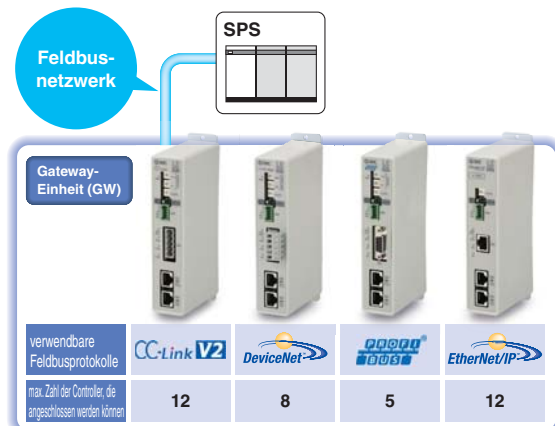 SPS
Feldbus-
netzwerk
Gateway-
Einheit (GW)
verwendbare
Feldbusprotokolle
CC-Link V2
DeviceNet
PROFI
BUS
EtherNet/IP
max. Zahl der Controller, die
angeschlossen werden können
12
8
5
12